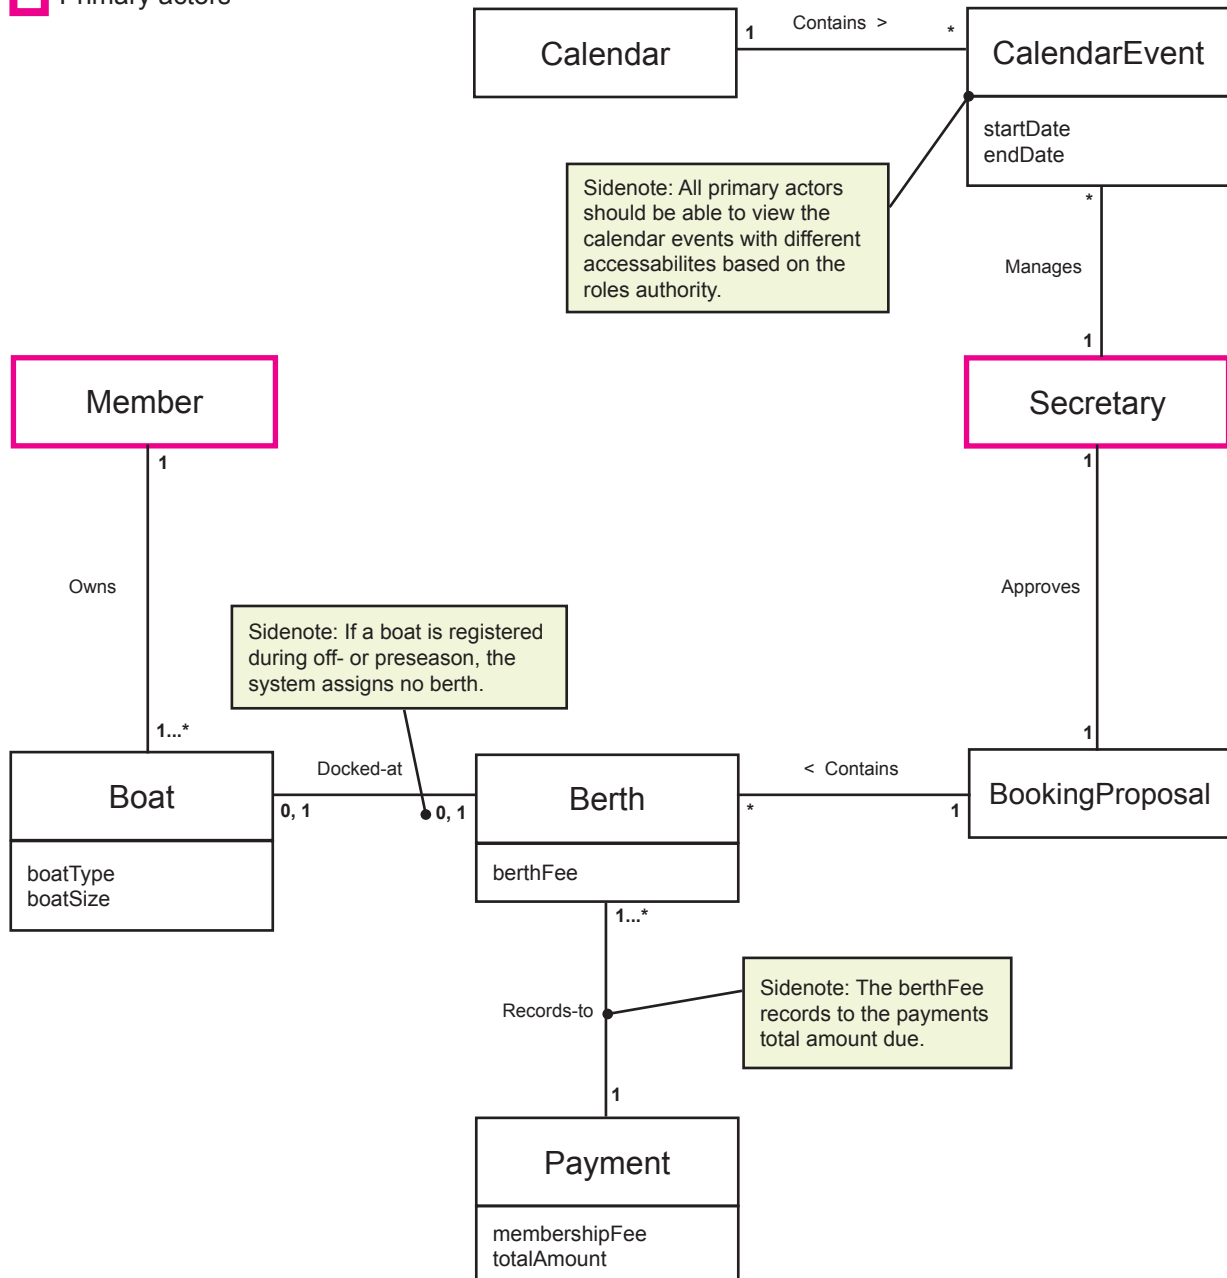 Primary actors
Calendar
1
Contains >
*
CalendarEvent
startDate
endDate
Sidenote: All primary actors
should be able to view the
calendar events with different
accessabilites based on the
roles authority.
*
Manages
1
Member
1
Secretary
1
Owns
Approves
Sidenote: If a boat is registered
during off- or preseason, the
system assigns no berth.
1...*
1
Boat
boatType
boatSize
Docked-at
0, 1
0, 1
Berth
berthFee
< Contains
*
1
BookingProposal
1...*
Records-to
Sidenote: The berthFee
records to the payments
total amount due.
1
Payment
membershipFee
totalAmount